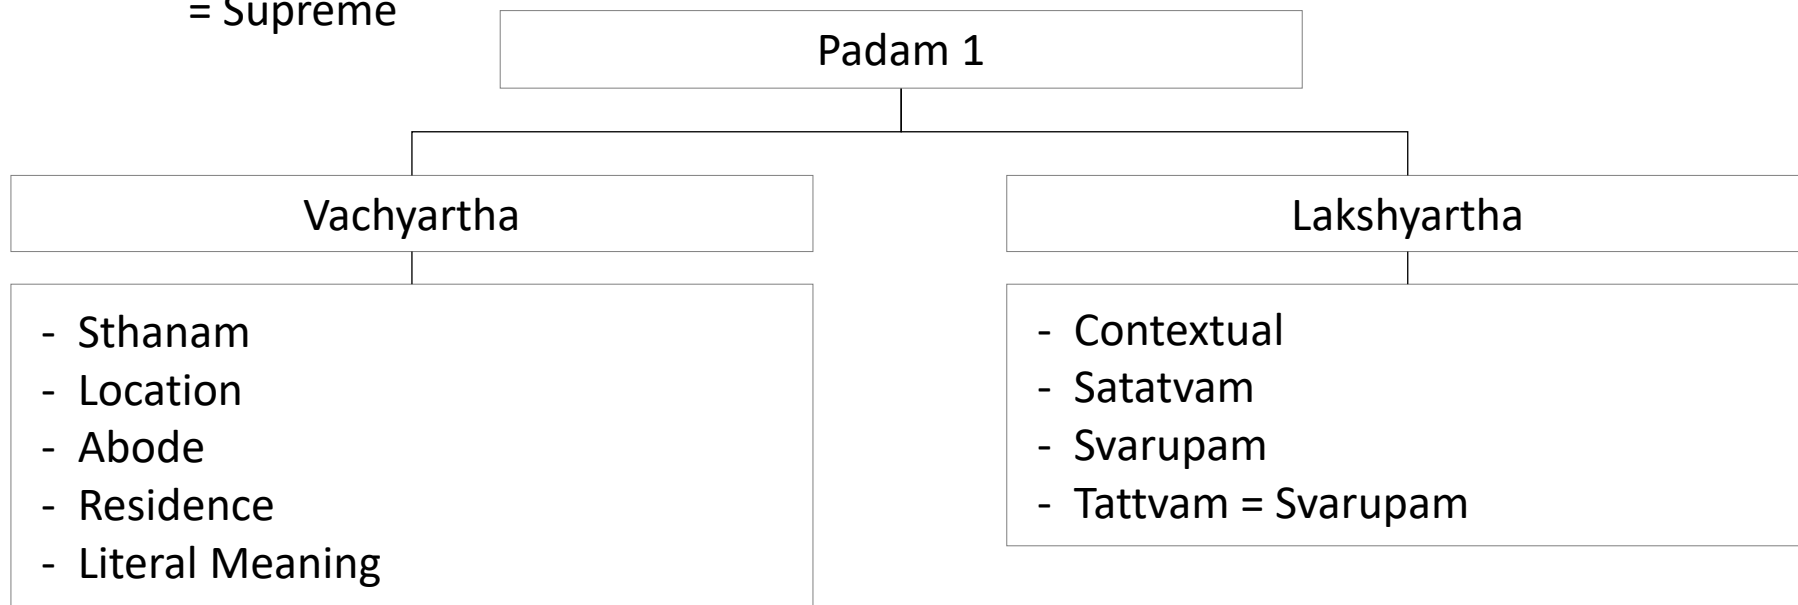 = Supreme
Padam 1
Vachyartha
Lakshyartha
- Sthanam
- Location
- Abode
- Residence
- Literal Meaning
- Contextual
- Satatvam
- Svarupam
- Tattvam = Svarupam